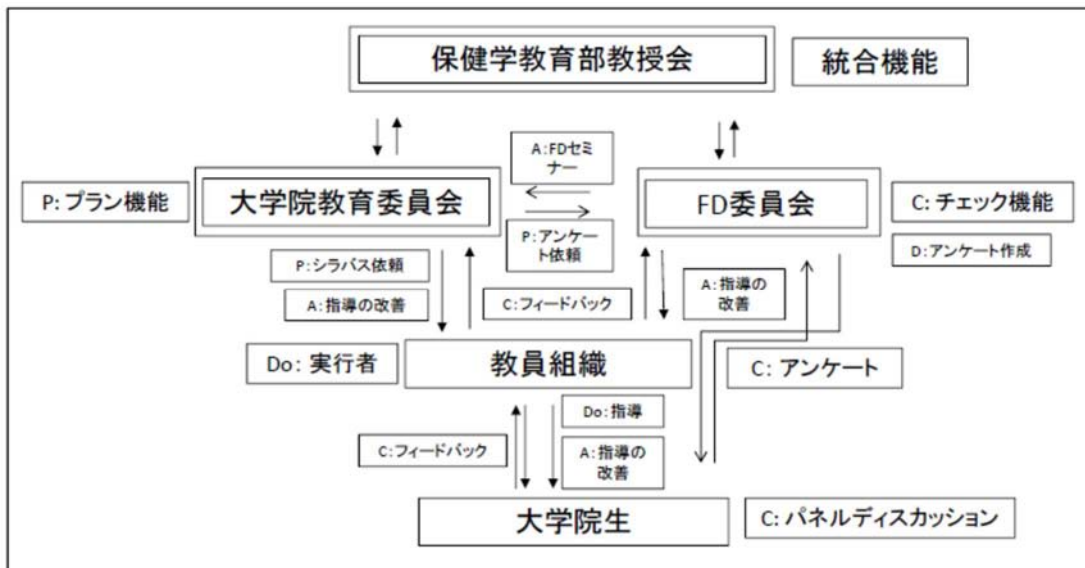 保健学教育部教授会
統合機能
A:FDセミ
ナー
P: プラン機能
大学院教育委員会
FD委員会
C: チェック機能
P:アンケー
ト依頼
D:アンケート作成
P:シラバス依頼
A:指導の改善
C:フィードバック
A:指導の
改善
Do: 実行者
教員組織
C: アンケート
Do:指導
C:フィードバック
A:指導の
改善
大学院生
C: パネルディスカッション